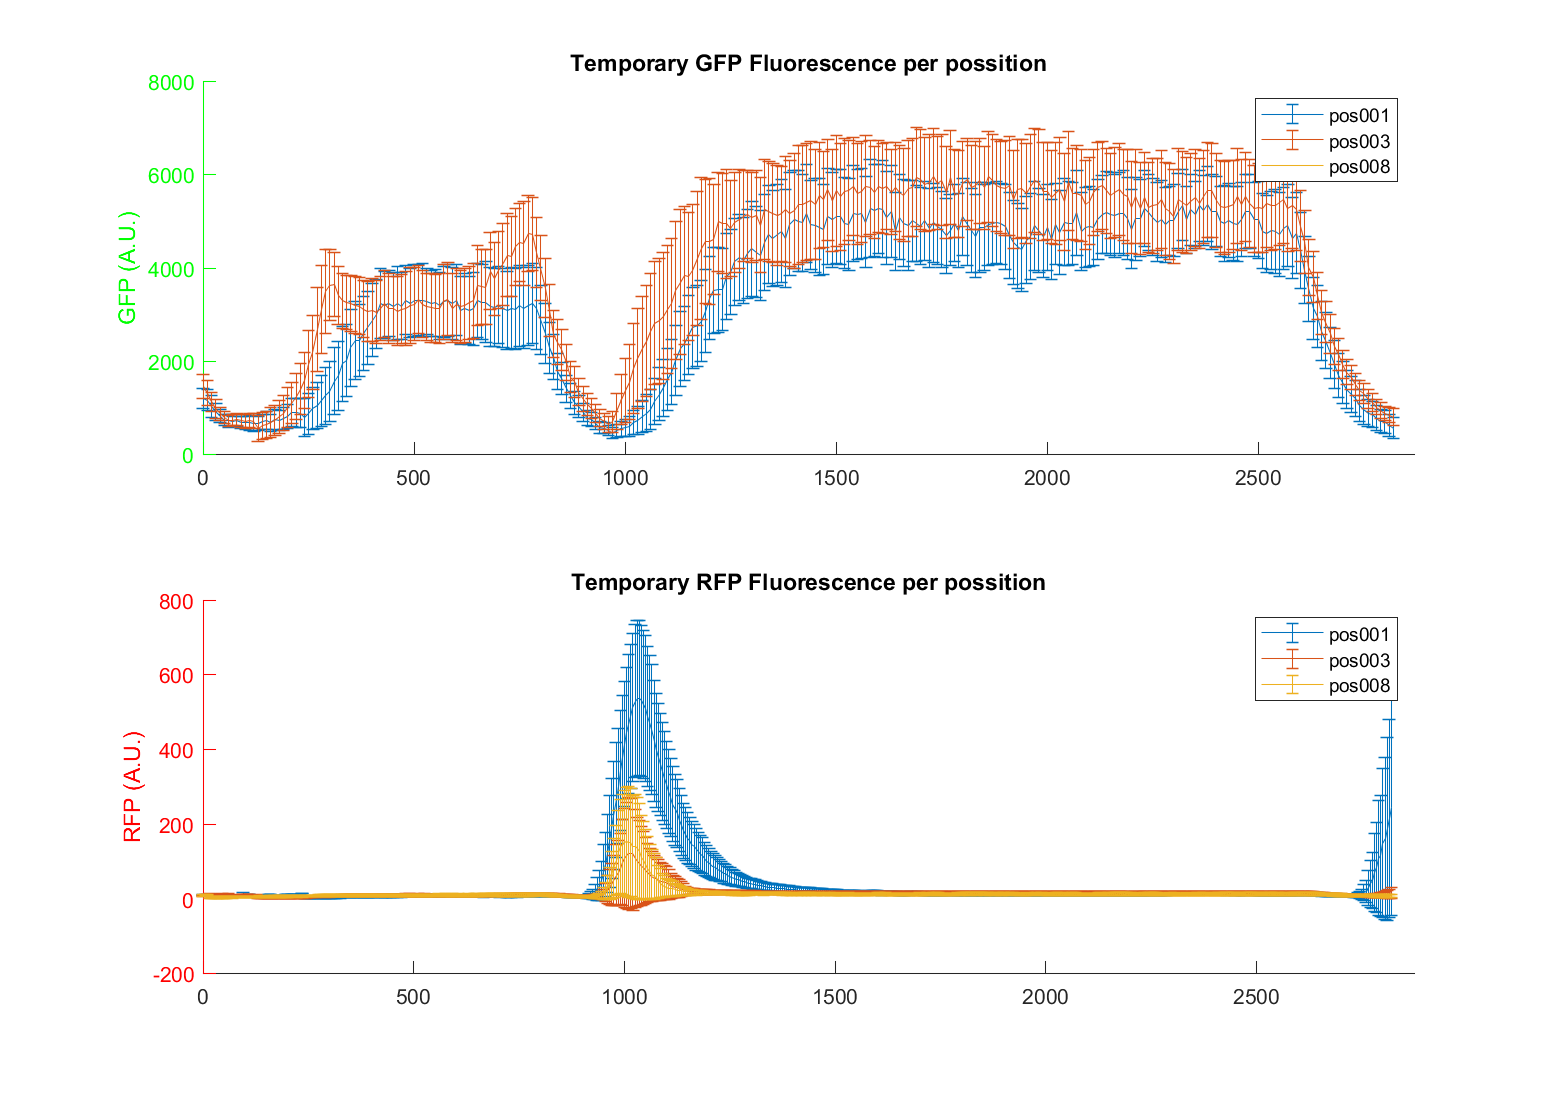 Temporary GFP Fluorescence per possition
8000
6000
4000
2000
0
GFP (A.U.)
pos001
pos003
pos008
0 500 1000 1500 2000 2500
Temporary RFP Fluorescence per possition
800
600
400
200
0
-200
RFP (A.U.)
pos001
pos003
pos008
0 500 1000 1500 2000 2500